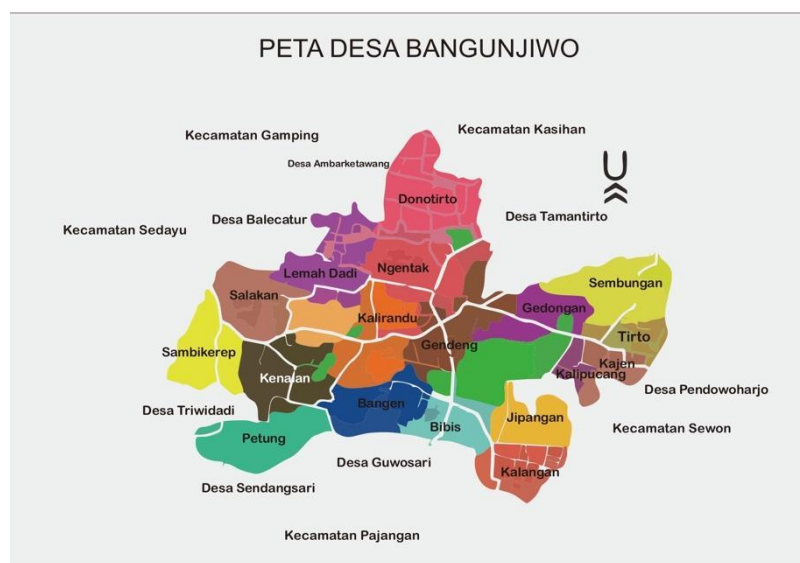 PETA DESA BANGUNJIWO
Kecamatan Gamping
Kecamatan Kasihan
Desa Ambarketawang
U
Donotirto
Desa Balecatur
Desa Tamantirto
Kecamatan Sedayu
Lemah Dadi
Ngentak
Sembungan
Salakan
Gedongan
Kalirandu
Tirto
Gendeng
Sambikerep
Kajen
Kalipucang
Kenalan
Desa Pendowoharjo
Bangen
Desa Triwidadi
Jipangan
Bibis
Kecamatan Sewon
Petung
Desa Guwosari
Kalangan
Desa Sendangsari
Kecamatan Pajangan